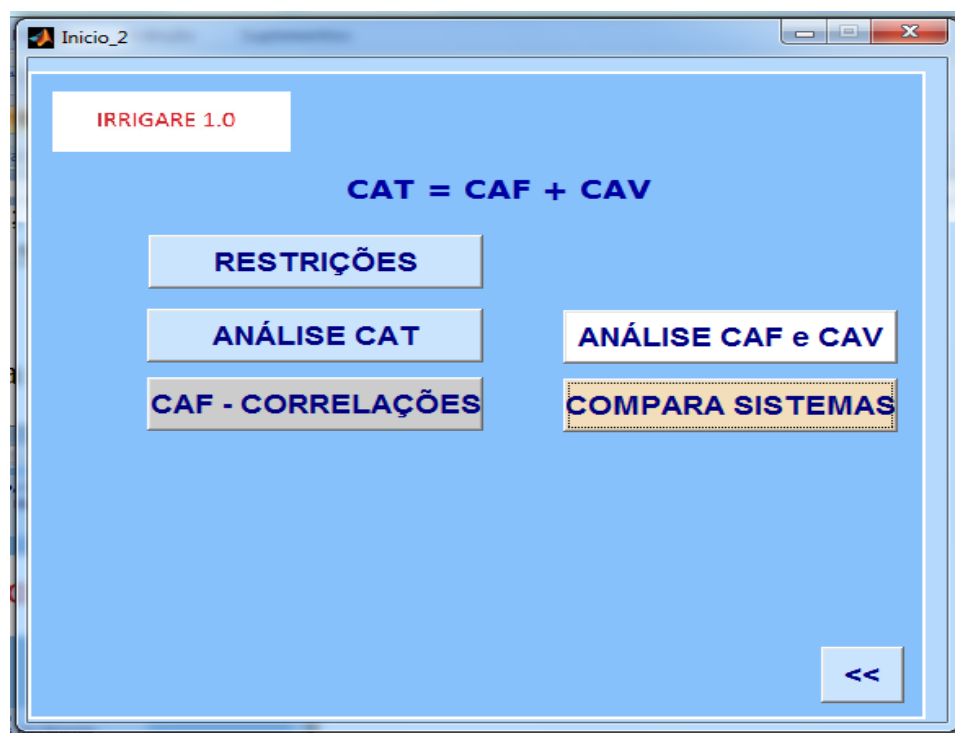 Inicio_2
IRRIGARE 1.0
CAT = CAF + CAV
RESTRIÇÕES
ANÁLISE CAT
ANÁLISE CAF e CAV
CAF - CORRELAÇÕES
COMPARA SISTEMAS
<<